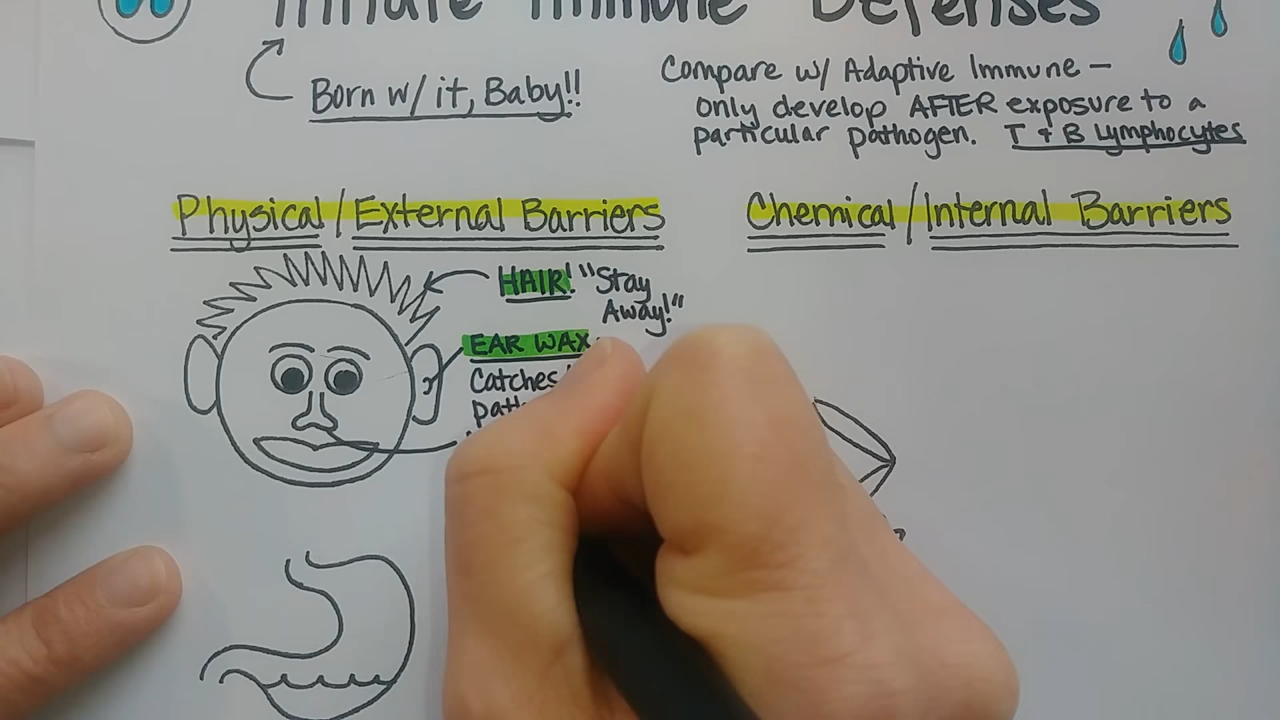 Innate Immune Defenses
Born w/ it, Baby!!
Compare w/ Adaptive Immune –
only develop AFTER exposure to a
particular pathogen. T & B Lymphocytes
Physical/External Barriers
Chemical/Internal Barriers
HAIR! "Stay
Away!"
EAR WAX
Catches